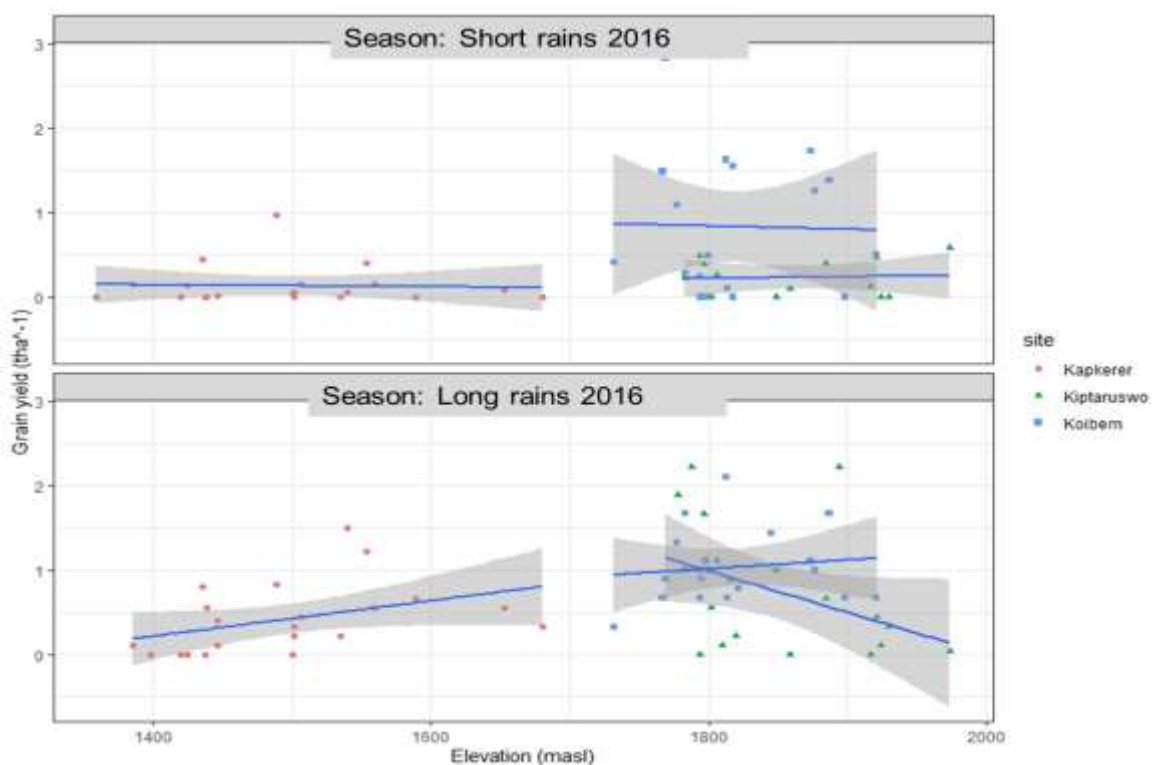 Season: Short rains 2016
3
2
1
0
Season: Long rains 2016
3
2
1
0
Grain yield (tha^-1)
1400
1600
1800
2000
Elevation (masl)
site
Kapkerer
Kiptaruswo
Koibem